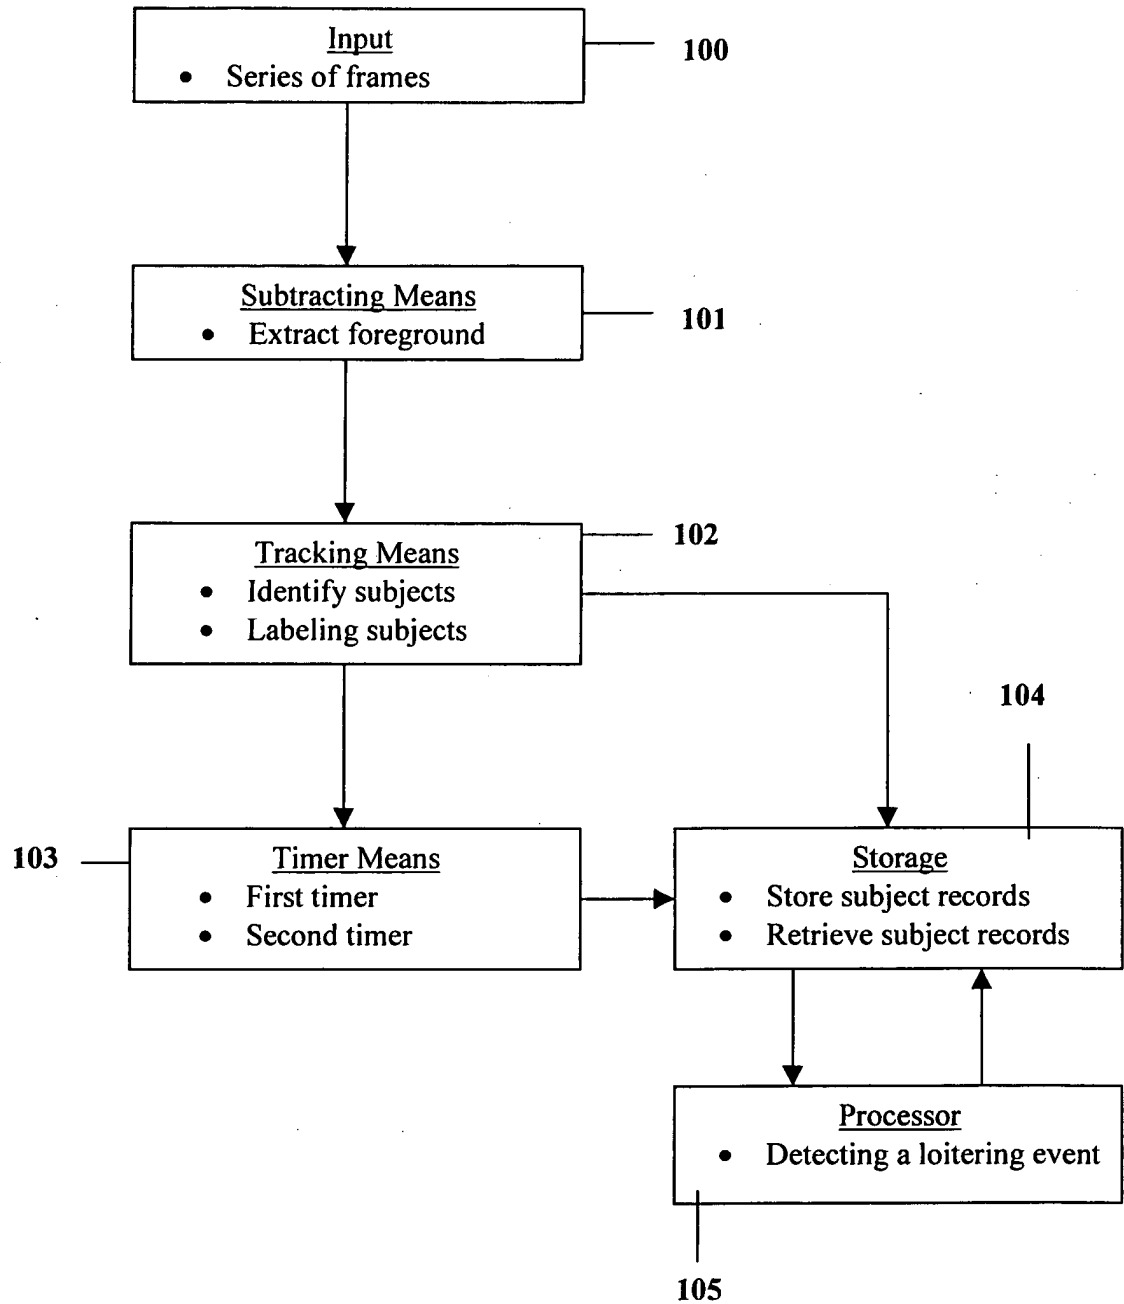 Input
100
• Series of frames
Subtracting Means
101
• Extract foreground
Tracking Means
102
• Identify subjects
• Labeling subjects
104
103
Timer Means
• First timer
• Second timer
Storage
• Store subject records
• Retrieve subject records
Processor
• Detecting a loitering event
105